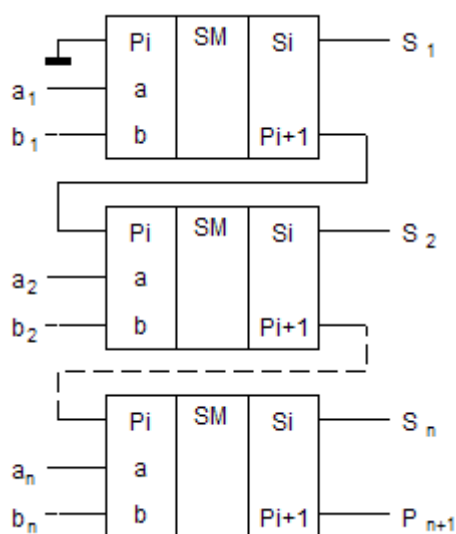 Pi SM Si S 1
a1 a
b1 b Pi+1
Pi SM Si S 2
a2 a
b2 b Pi+1
Pi SM Si S n
an a
bn b Pi+1 P n+1